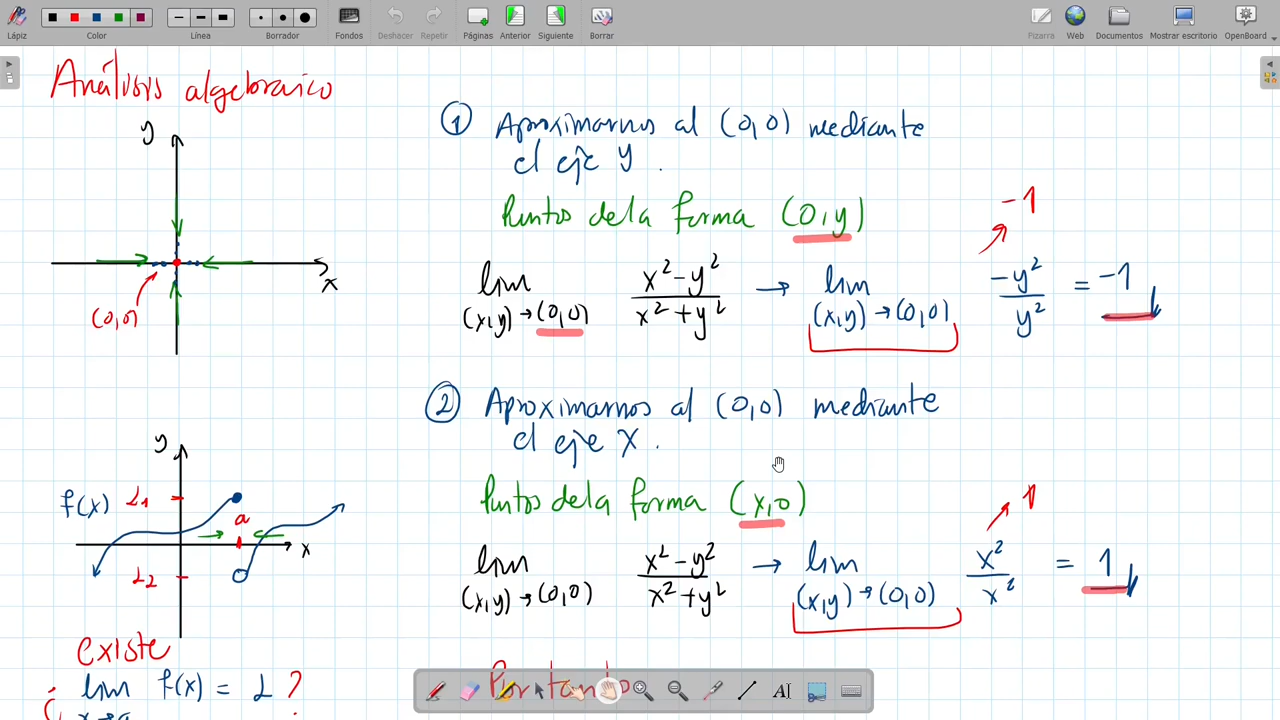 Lápiz Color Línea Borrador Fondos Deshacer Repetir Páginas Anterior Siguiente Borrar Pizarra Web Documentos Mostrar escritorio OpenBoard
Análisis algebraico
y
x
(0,0)
① Aproximarnos al (0,0) mediante
el eje y.
Puntos de la forma (0,y)
-1
lim (x,y)→(0,0) x²-y² / x²+y² → lim (x,y)→(0,0) -y² / y² = -1
② Aproximarnos al (0,0) mediante
el eje X.
Puntos de la forma (x,0)
1
lim (x,y)→(0,0) x²-y² / x²+y² → lim (x,y)→(0,0) x² / x² = 1
Por tanto
y
f(x) L1
a
x
L2
existe
¿ lim x→a f(x) = L ?